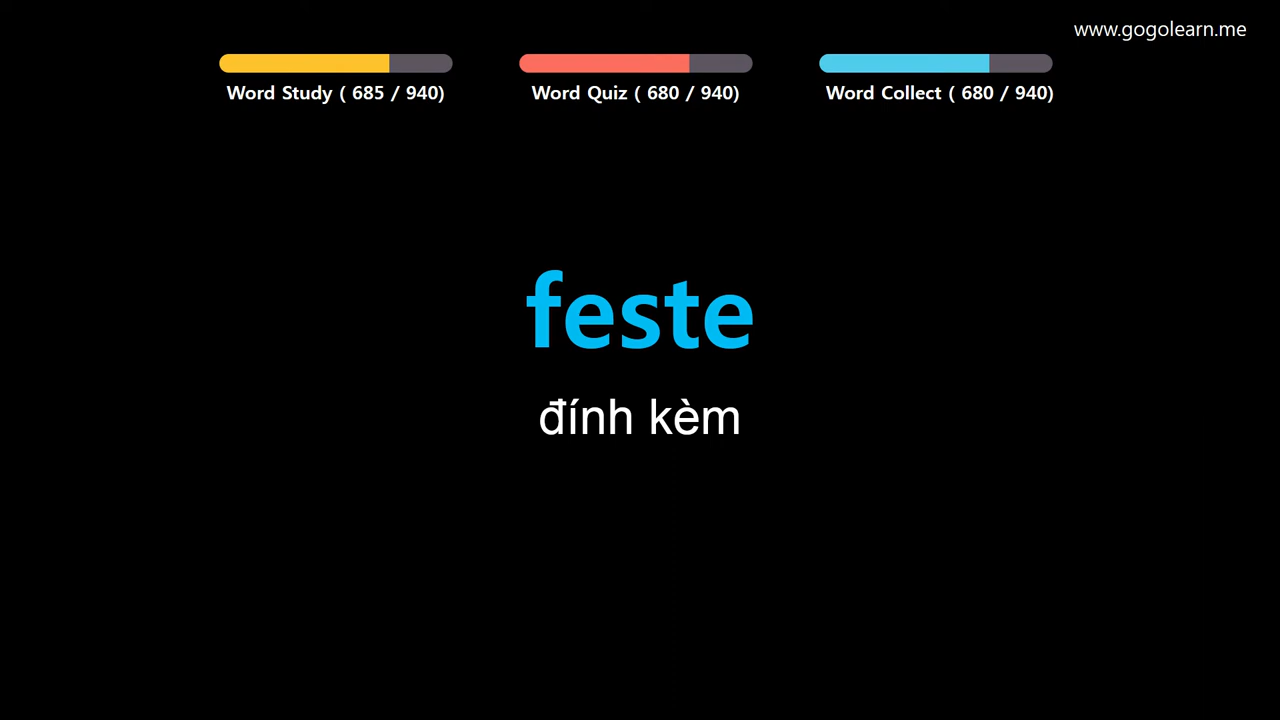 www.gogolearn.me
Word Study ( 685 / 940)
Word Quiz ( 680 / 940)
Word Collect ( 680 / 940)
feste
đính kèm